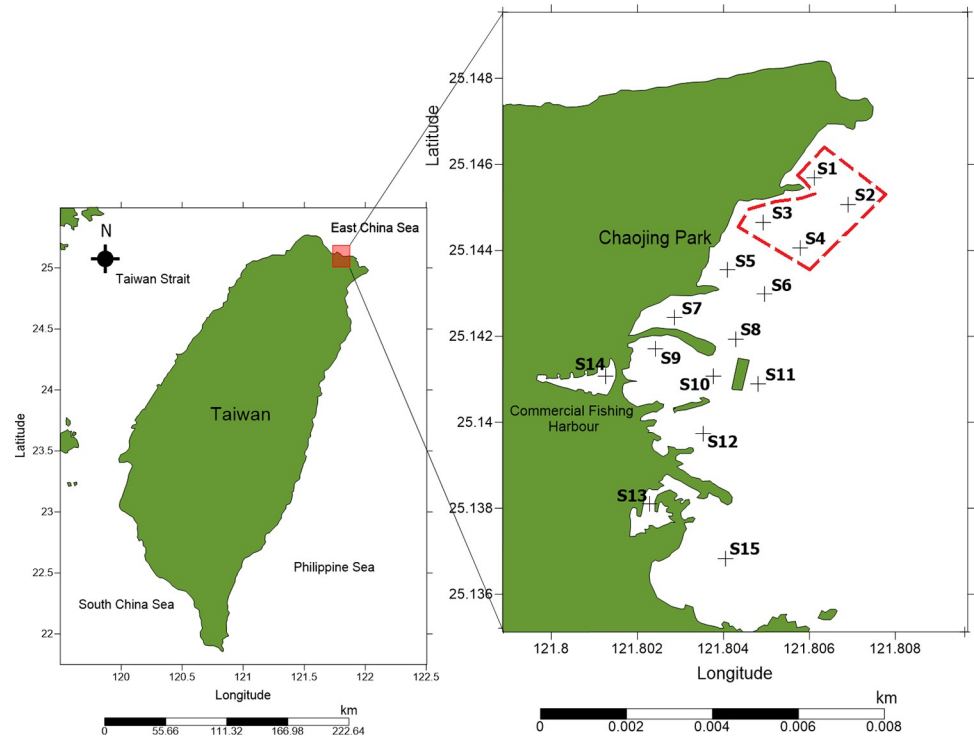 East China Sea
N
Taiwan Strait
Taiwan
Philippine Sea
South China Sea
Latitude
25
24.5
24
23.5
23
22.5
22
120
120.5
121
121.5
122
122.5
Longitude
km
0
55.66
111.32
166.98
222.64
Latitude
25.148
25.146
25.144
25.142
25.14
25.138
25.136
S1
S2
S3
S4
Chaojing Park
S5
S6
S7
S8
S9
S14
S10
S11
Commercial Fishing
Harbour
S12
S13
S15
121.8
121.802
121.804
121.806
121.808
Longitude
km
0
0.002
0.004
0.006
0.008